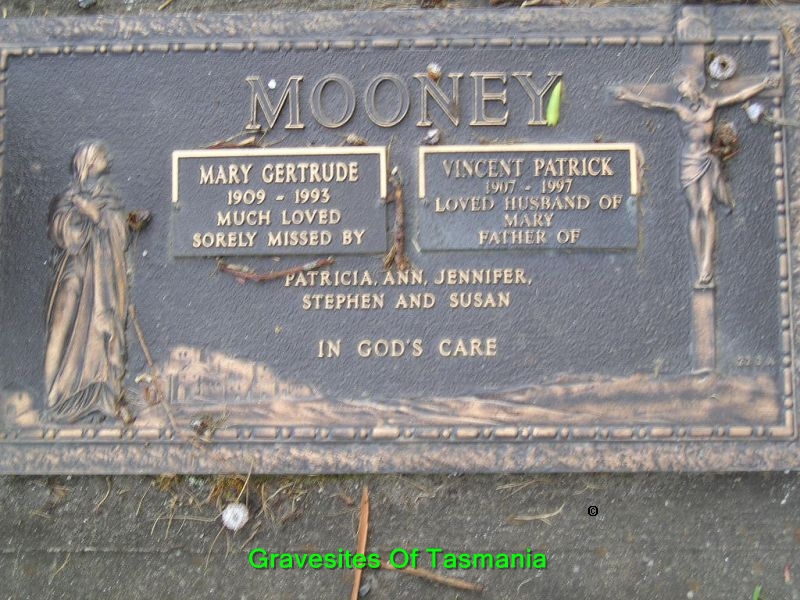 MOONEY
MARY GERTRUDE
1909 - 1993
MUCH LOVED
SORELY MISSED BY
VINCENT PATRICK
1907 - 1997
LOVED HUSBAND OF
MARY
FATHER OF
PATRICIA, ANN, JENNIFER,
STEPHEN AND SUSAN
IN GOD'S CARE
©
Gravesites Of Tasmania